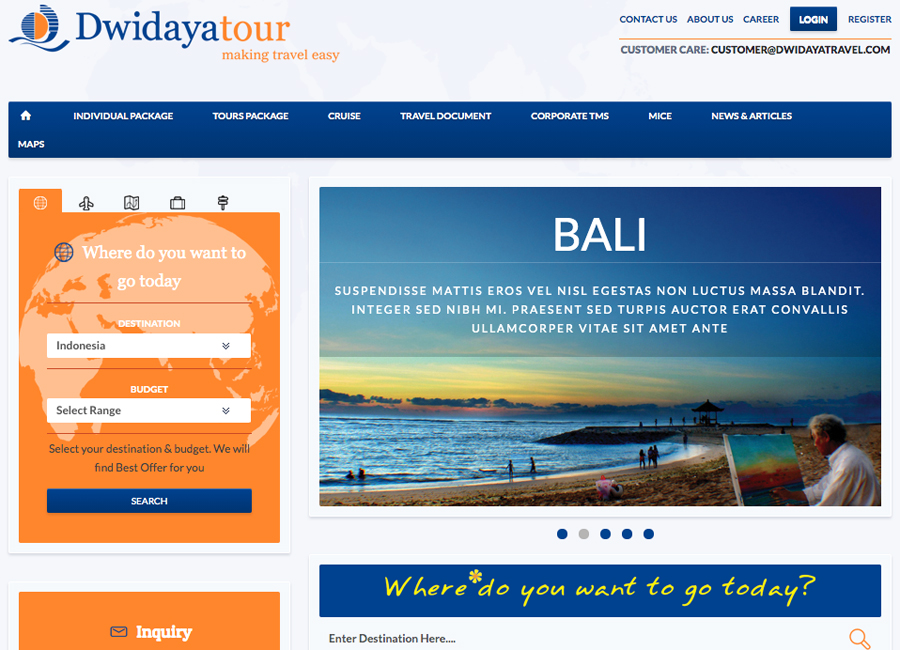 Dwidayatour
making travel easy
CONTACT US ABOUT US CAREER LOGIN REGISTER
CUSTOMER CARE: CUSTOMER@DWIDAYATRAVEL.COM
INDIVIDUAL PACKAGE TOURS PACKAGE CRUISE TRAVEL DOCUMENT CORPORATE TMS MICE NEWS & ARTICLES
MAPS
Where do you want to
go today
DESTINATION
Indonesia
BUDGET
Select Range
Select your destination & budget. We will
find Best Offer for you
SEARCH
Inquiry
BALI
SUSPENDISSE MATTIS EROS VEL NISL EGESTAS NON LUCTUS MASSA BLANDIT.
INTEGER SED NIBH MI. PRAESENT SED TURPIS AUCTOR ERAT CONVALLIS
ULLAMCORPER VITAE SIT AMET ANTE
Where do you want to go today?
Enter Destination Here....